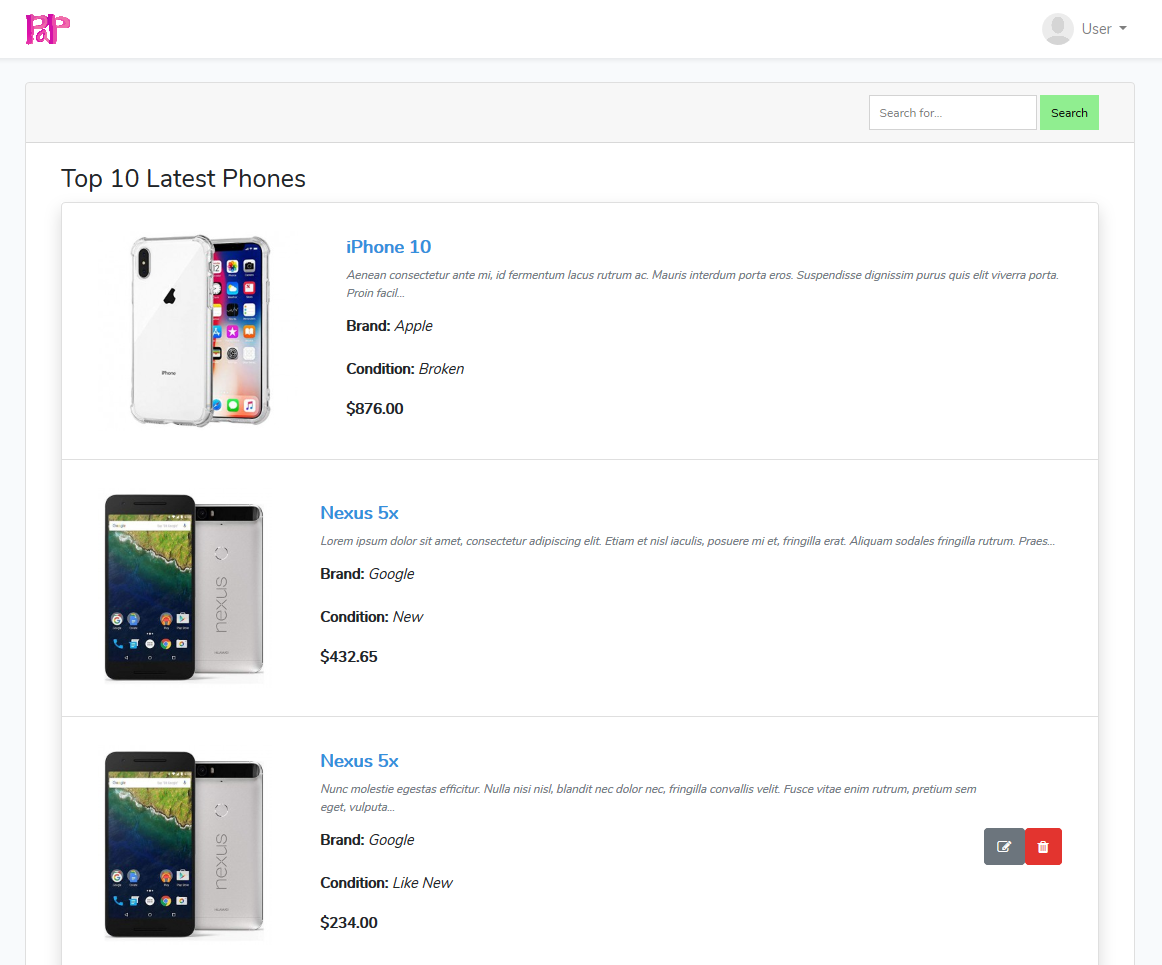 PoP
User
Search for...
Search
Top 10 Latest Phones
iPhone 10
Aenean consectetur ante mi, id fermentum lacus rutrum ac. Mauris interdum porta eros. Suspendisse dignissim purus quis elit viverra porta.
Proin facil...
Brand: Apple
Condition: Broken
$876.00
iPhone
Nexus 5x
Lorem ipsum dolor sit amet, consectetur adipiscing elit. Etiam et nisl iaculis, posuere mi et, fringilla erat. Aliquam sodales fringilla rutrum. Praes...
Brand: Google
Condition: New
$432.65
nexus
Nexus 5x
Nunc molestie egestas efficitur. Nulla nisi nisl, blandit nec dolor nec, fringilla convallis velit. Fusce vitae enim rutrum, pretium sem
eget, vulputa...
Brand: Google
Condition: Like New
$234.00
nexus